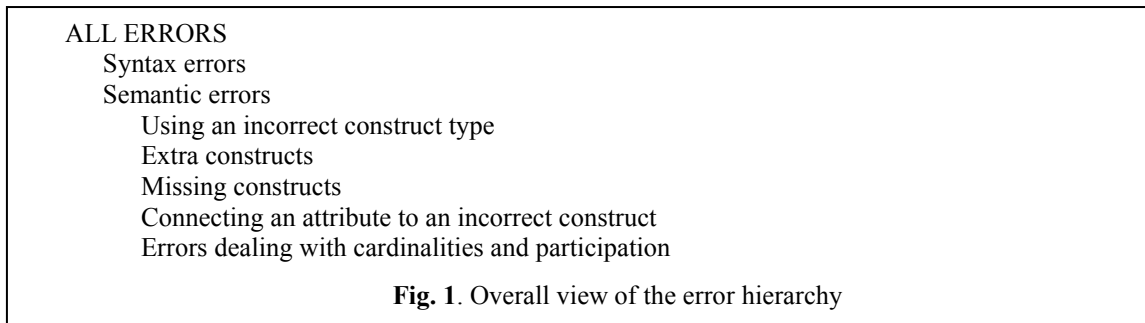 ALL ERRORS
Syntax errors
Semantic errors
Using an incorrect construct type
Extra constructs
Missing constructs
Connecting an attribute to an incorrect construct
Errors dealing with cardinalities and participation
Fig. 1. Overall view of the error hierarchy